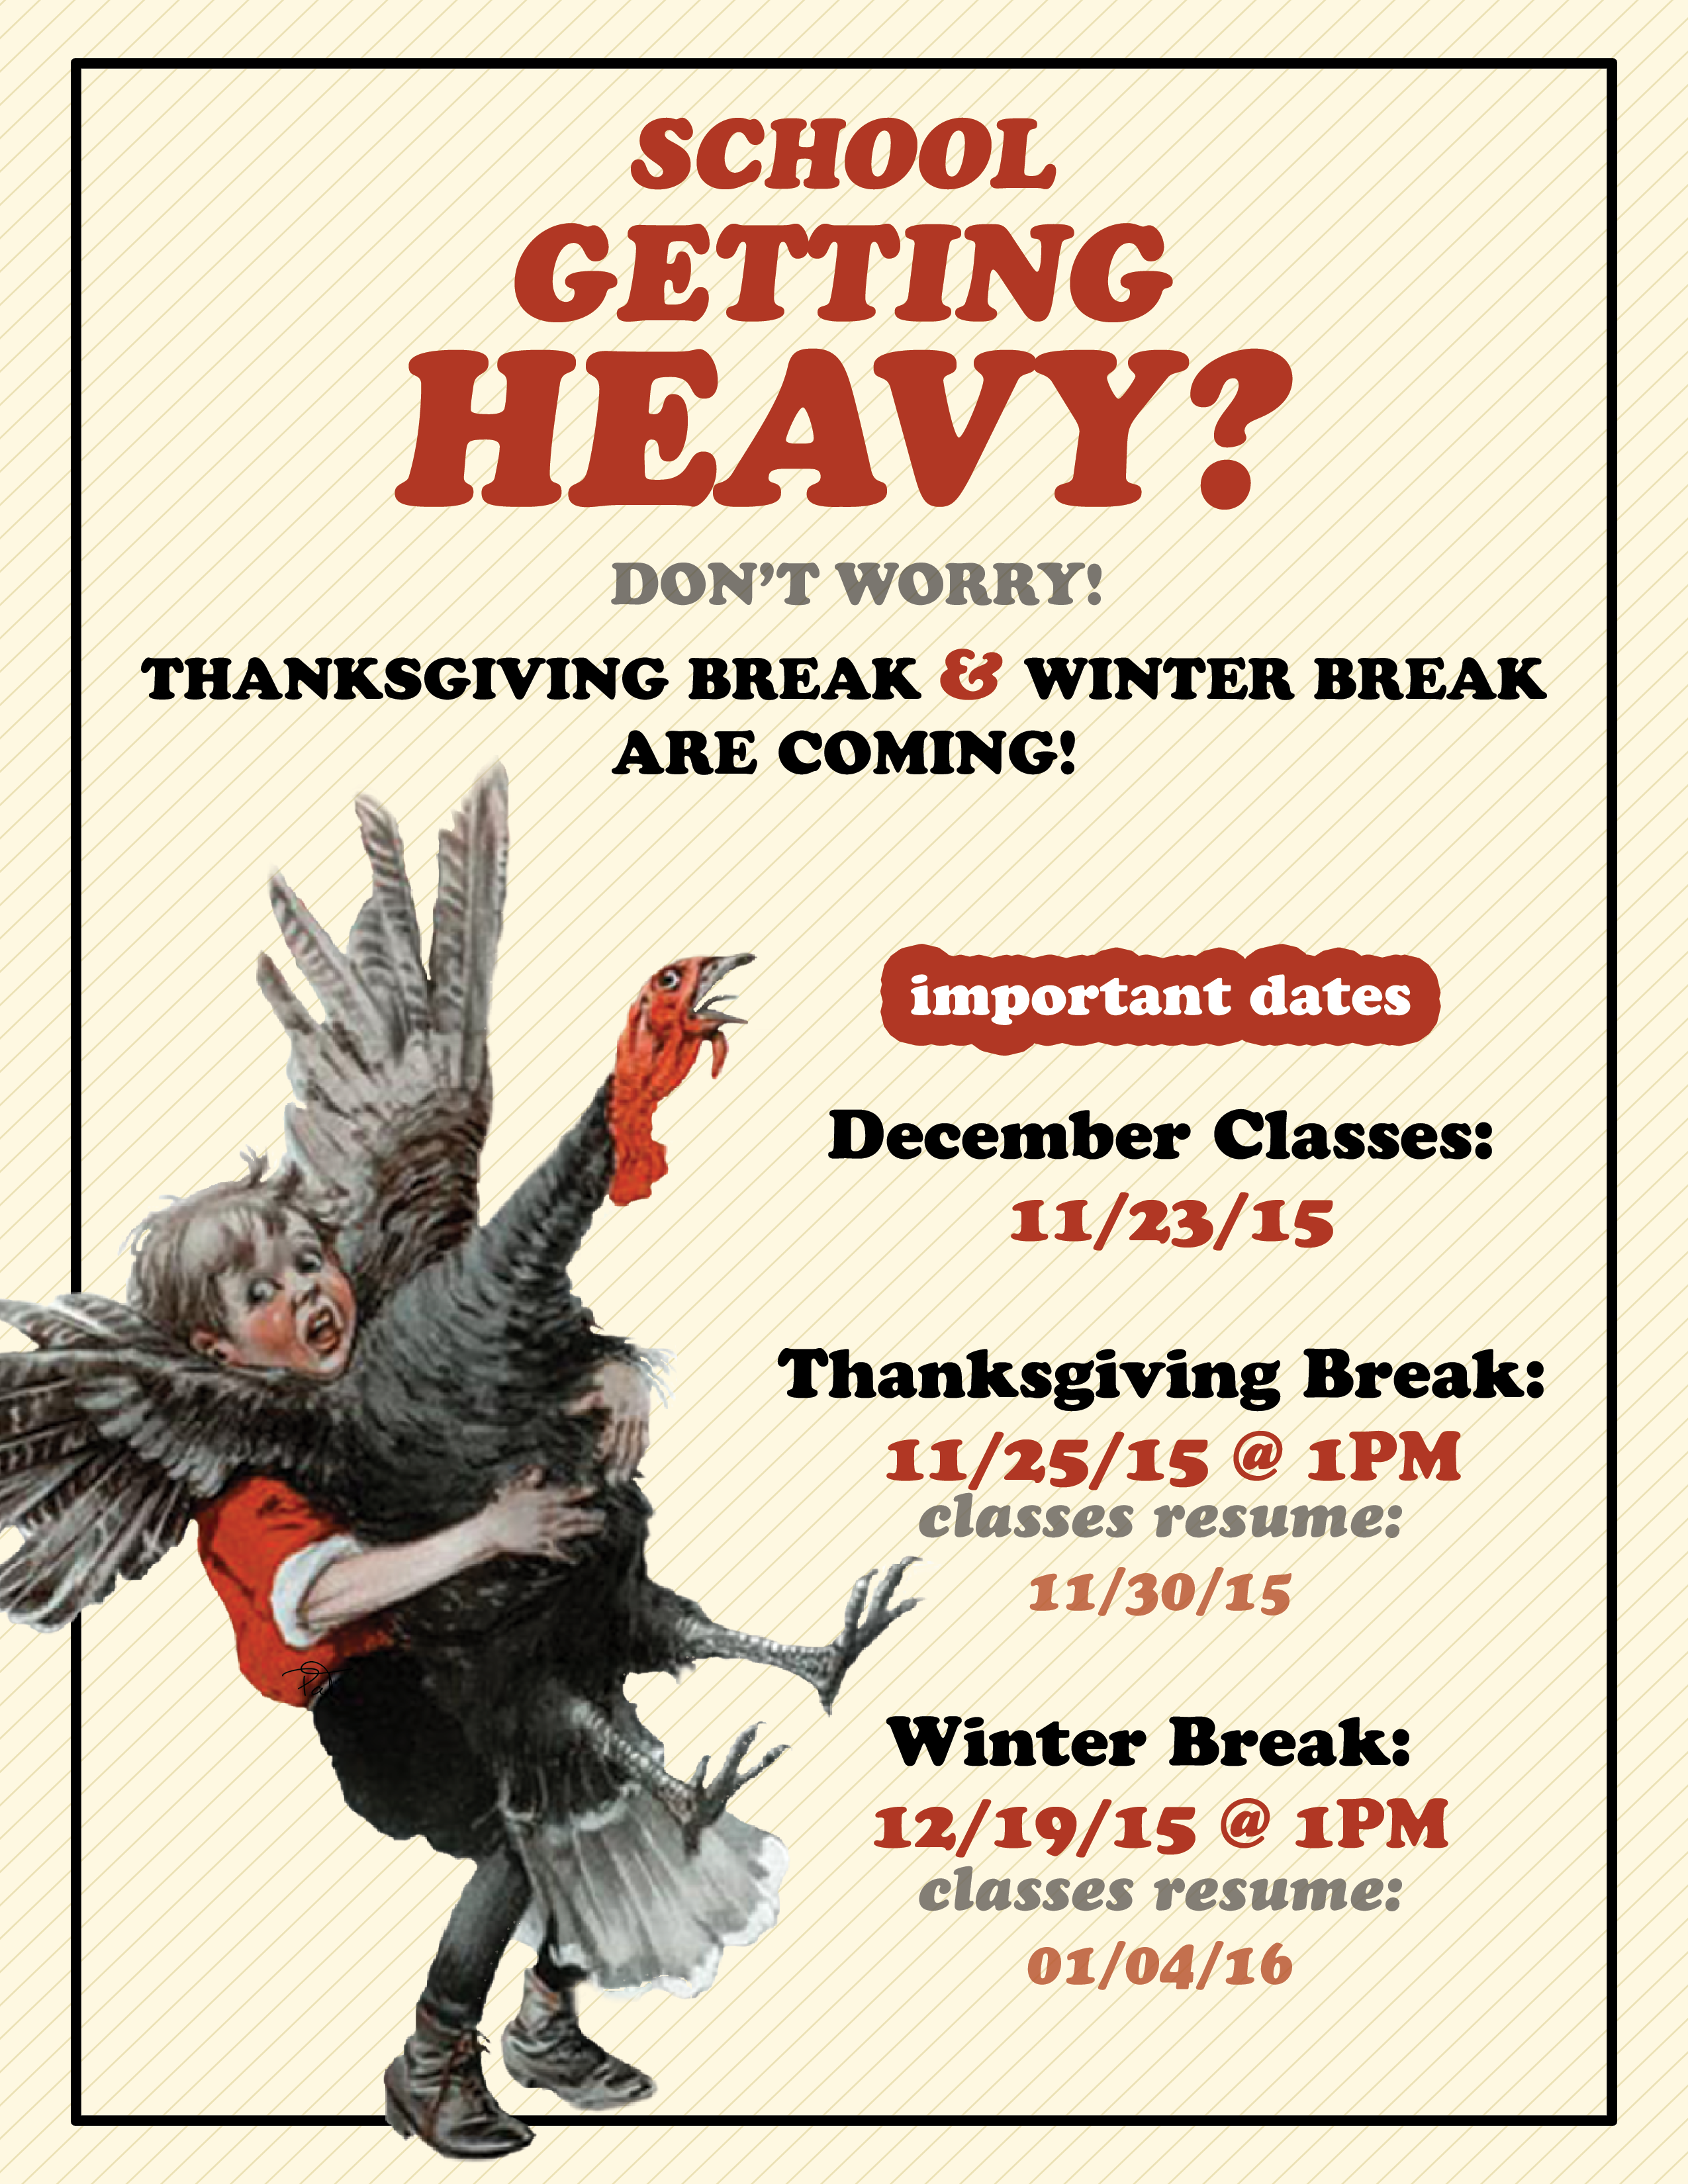 SCHOOL
GETTING
HEAVY?
DON'T WORRY!
THANKSGIVING BREAK & WINTER BREAK
ARE COMING!
important dates
December Classes:
11/23/15
Thanksgiving Break:
11/25/15 @ 1PM
classes resume:
11/30/15
Winter Break:
12/19/15 @ 1PM
classes resume:
01/04/16